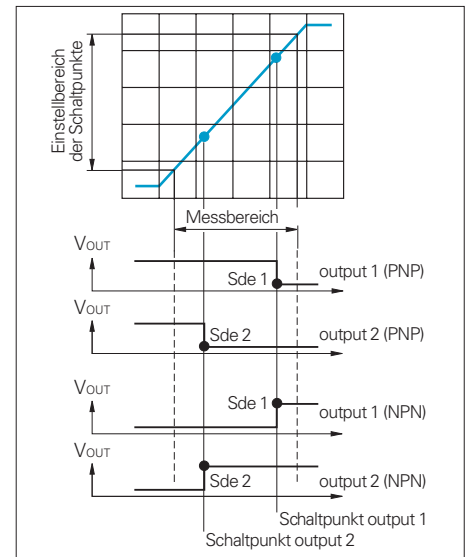 Einstellbereich
der Schaltpunkte
Messbereich
VOUT
Sde 1
output 1 (PNP)
VOUT
Sde 2
output 2 (PNP)
VOUT
Sde 1
output 1 (NPN)
VOUT
Sde 2
output 2 (NPN)
Schaltpunkt output 1
Schaltpunkt output 2